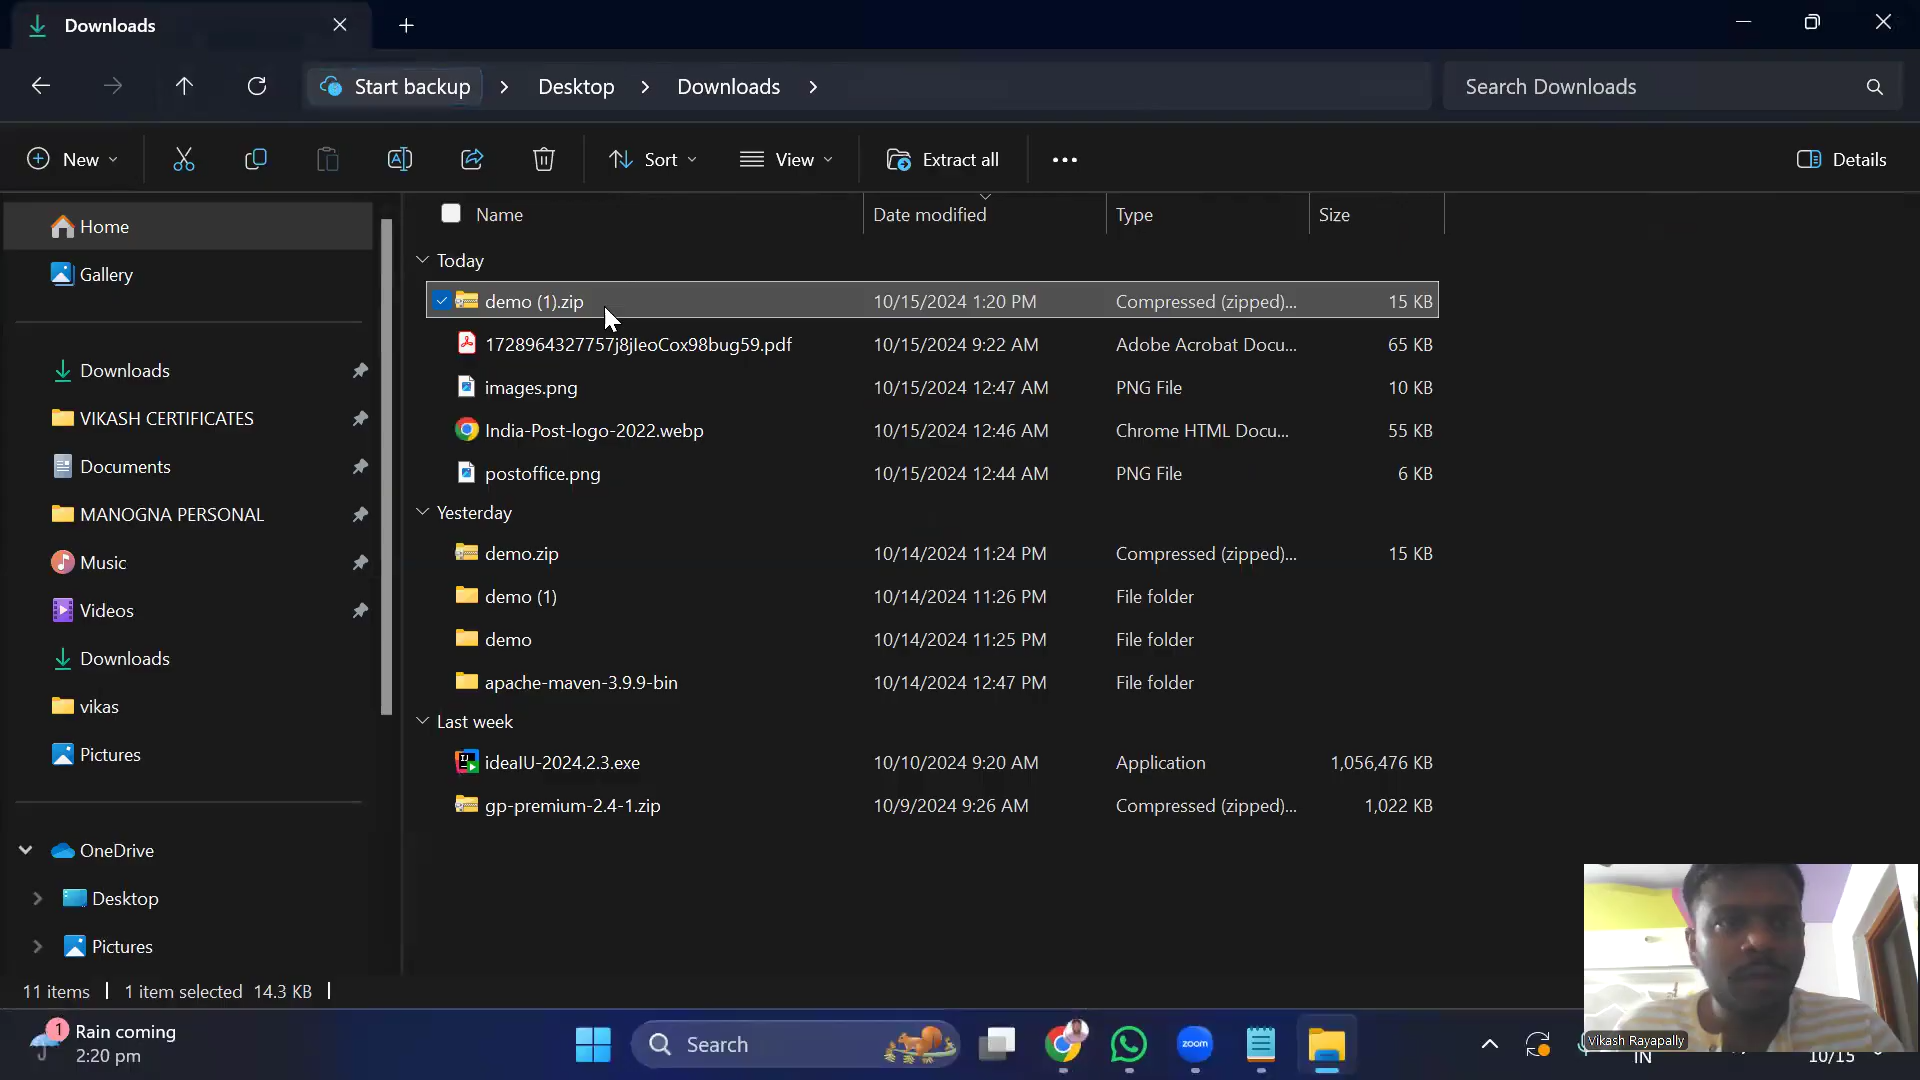 Downloads
Start backup > Desktop > Downloads >
Search Downloads
New
Sort
View
Extract all
Details
Name Date modified Type Size
Home
Gallery
Downloads
VIKASH CERTIFICATES
Documents
MANOGNA PERSONAL
Music
Videos
Downloads
vikas
Pictures
OneDrive
Desktop
Pictures
Today
demo (1).zip 10/15/2024 1:20 PM Compressed (zipped)... 15 KB
1728964327757j8jleoCox98bug59.pdf 10/15/2024 9:22 AM Adobe Acrobat Docu... 65 KB
images.png 10/15/2024 12:47 AM PNG File 10 KB
India-Post-logo-2022.webp 10/15/2024 12:46 AM Chrome HTML Docu... 55 KB
postoffice.png 10/15/2024 12:44 AM PNG File 6 KB
Yesterday
demo.zip 10/14/2024 11:24 PM Compressed (zipped)... 15 KB
demo (1) 10/14/2024 11:26 PM File folder
demo 10/14/2024 11:25 PM File folder
apache-maven-3.9.9-bin 10/14/2024 12:47 PM File folder
Last week
ideaIU-2024.2.3.exe 10/10/2024 9:20 AM Application 1,056,476 KB
gp-premium-2.4-1.zip 10/9/2024 9:26 AM Compressed (zipped)... 1,022 KB
11 items | 1 item selected 14.3 KB |
Vikash Rayapally
1
Rain coming
2:20 pm
Search
zoom
IN
10/15